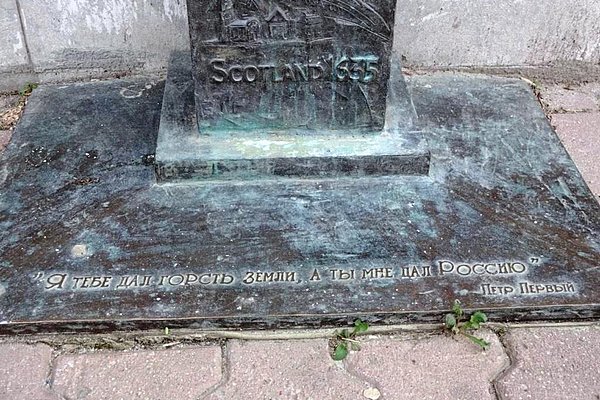 SCOTLAND 1635
"Я ТЕБЕ ДАЛ ГОРСТЬ ЗЕМЛИ, А ТЫ МНЕ ДАЛ РОССИЮ"
ПЕТР ПЕРВЫЙ